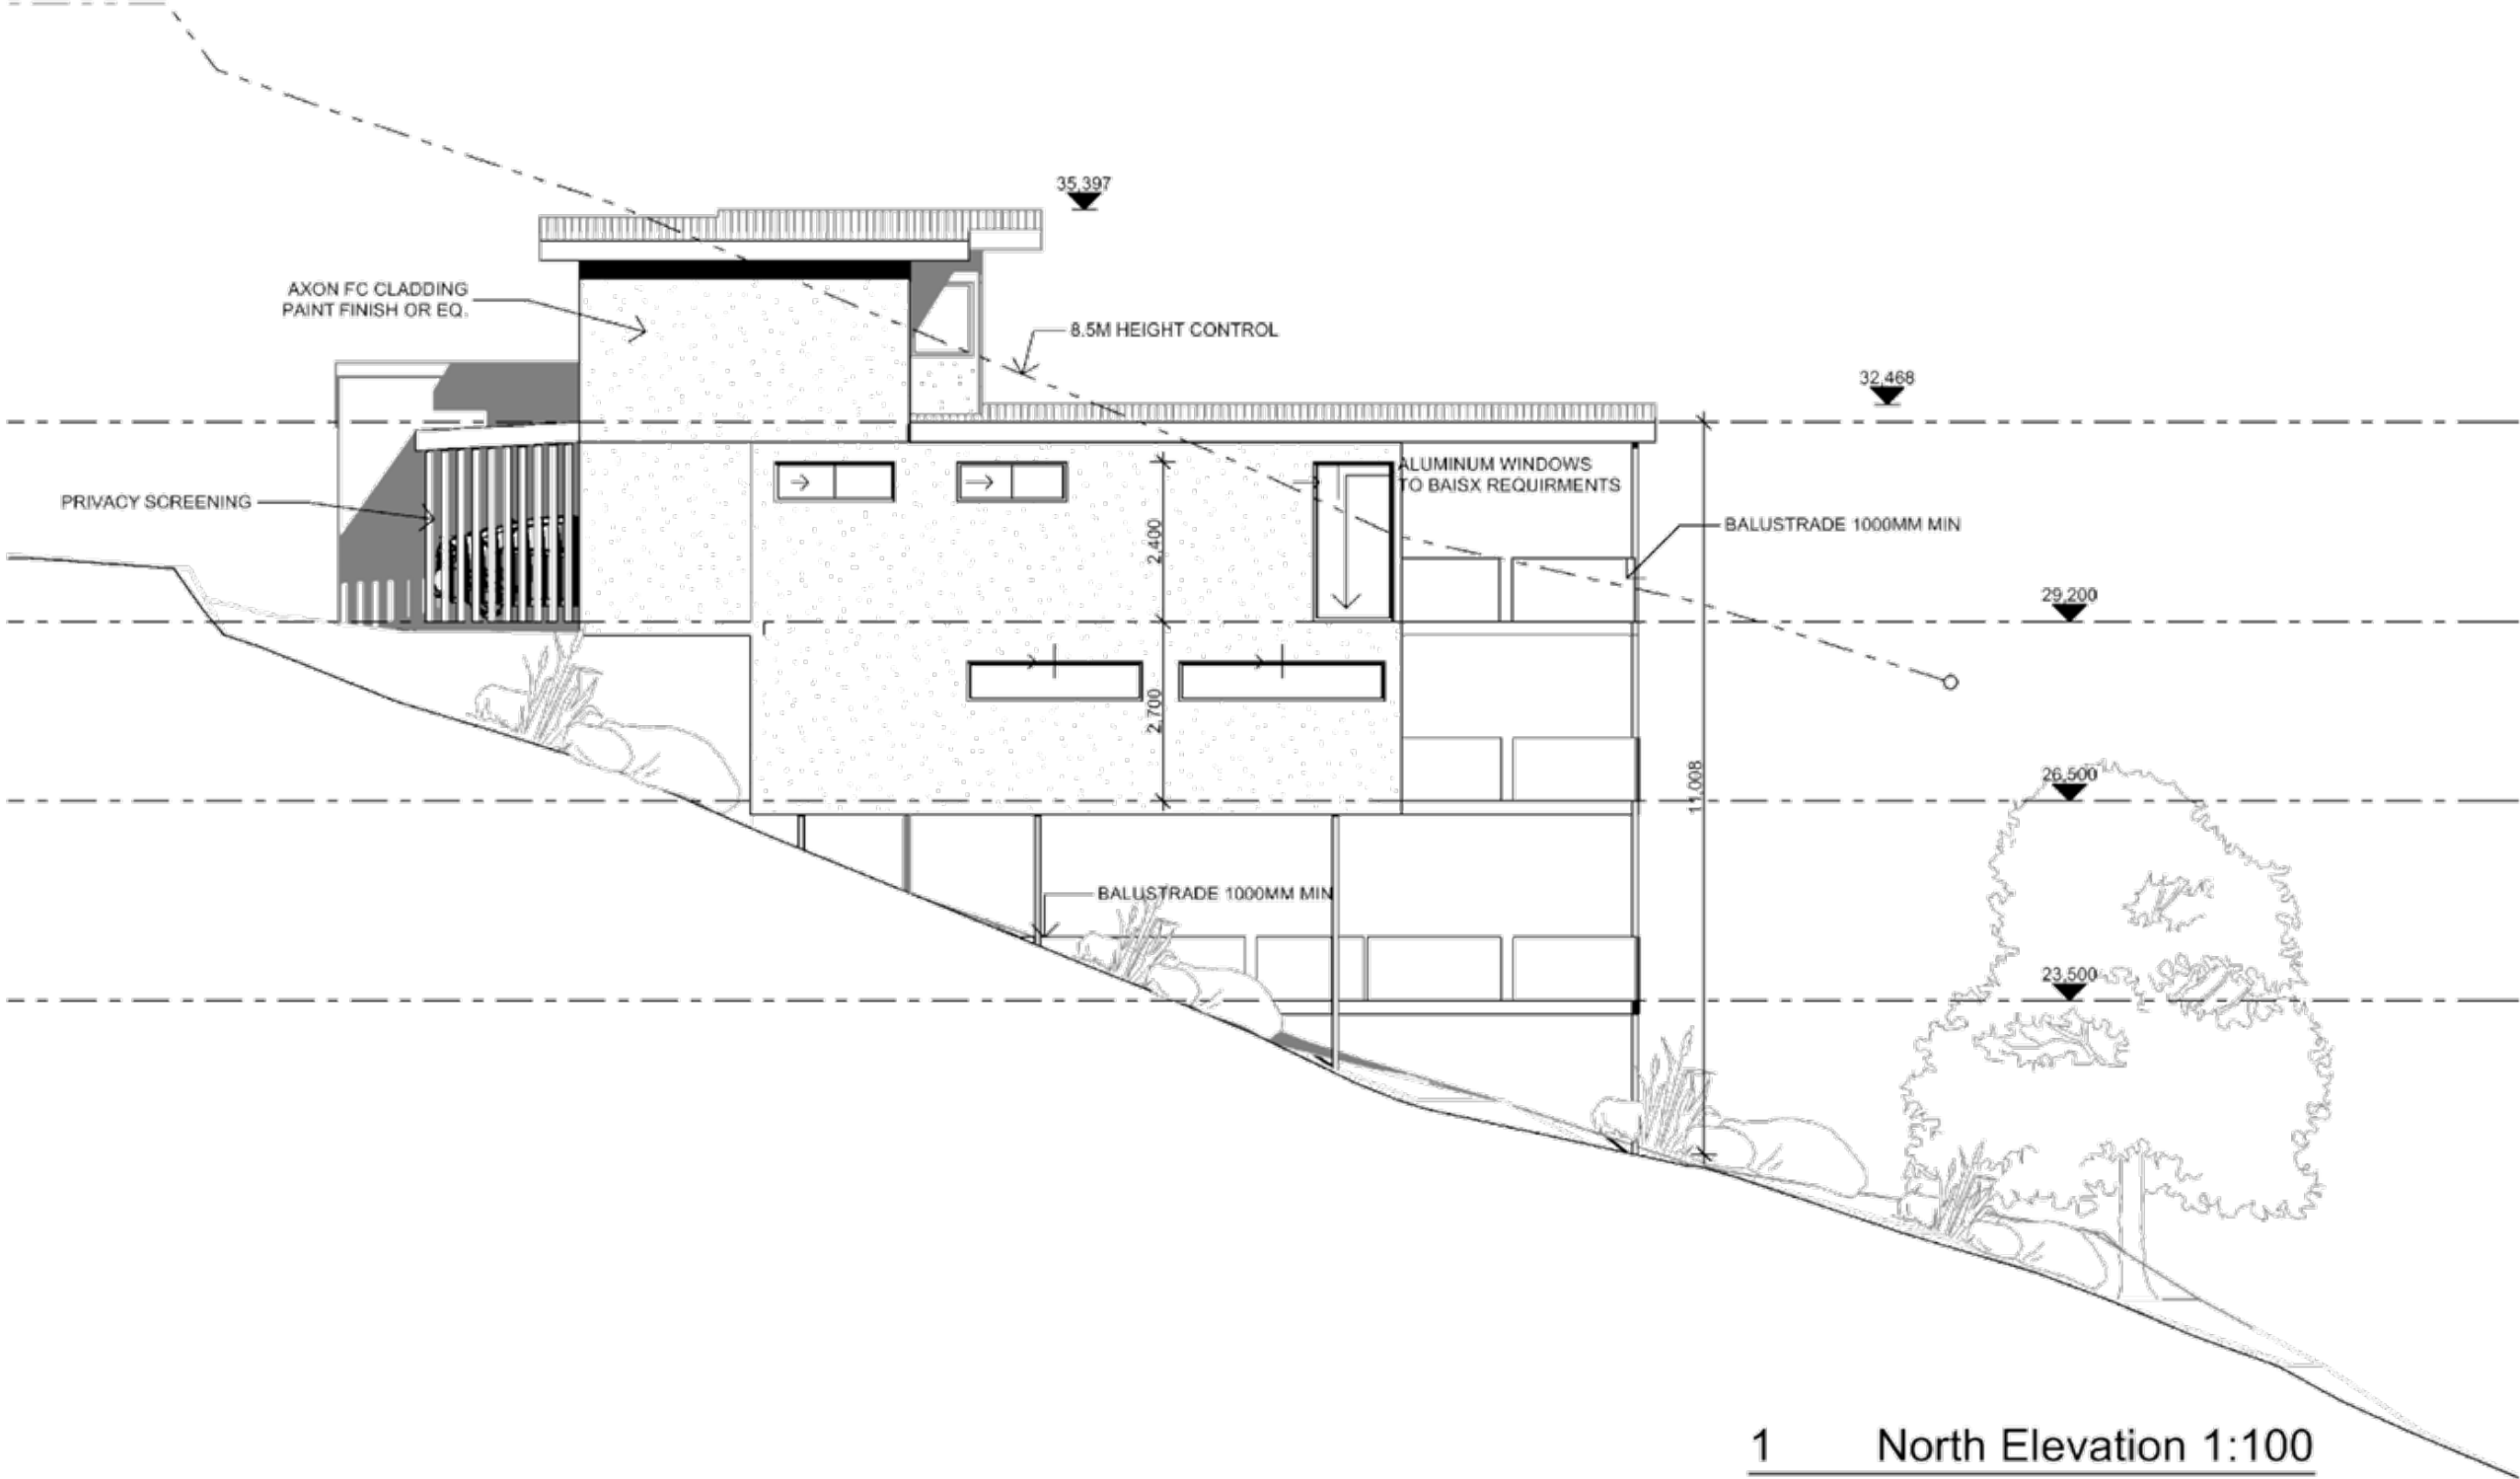 35,397
AXON FC CLADDING
PAINT FINISH OR EQ.
8.5M HEIGHT CONTROL
32,468
ALUMINUM WINDOWS
TO BAISX REQUIRMENTS
PRIVACY SCREENING
BALUSTRADE 1000MM MIN
2,400
29,200
2,700
26,500
11,008
BALUSTRADE 1000MM MIN
23,500
1 North Elevation 1:100